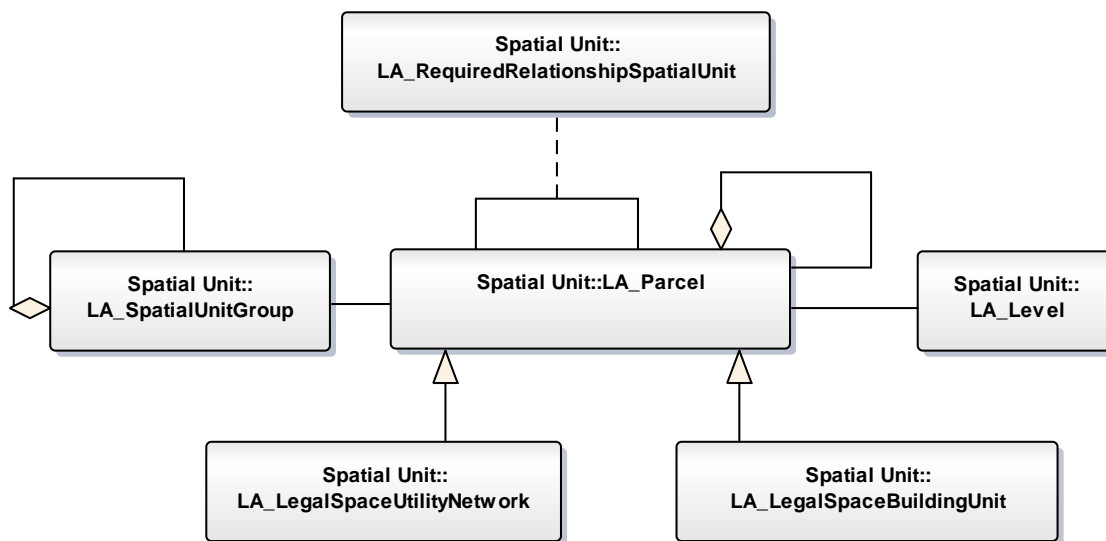 Spatial Unit::
LA_RequiredRelationshipSpatialUnit
Spatial Unit::
LA_SpatialUnitGroup
Spatial Unit::LA_Parcel
Spatial Unit::
LA_Level
Spatial Unit::
LA_LegalSpaceUtilityNetwork
Spatial Unit::
LA_LegalSpaceBuildingUnit